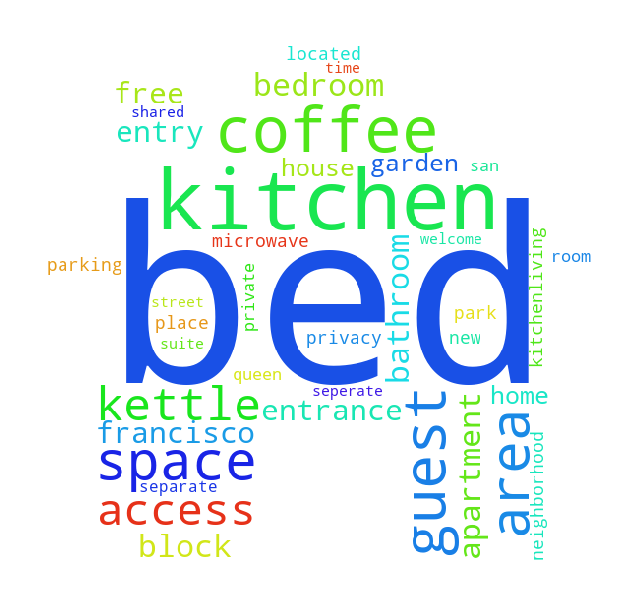 located
time
free
bedroom
shared
coffee
entry
house
garden
san
kitchen
microwave
welcome
bed
bathroom
kitchenliving
room
parking
private
street
place
park
privacy
new
suite
queen
seperate
kettle
entrance
home
francisco
guest
apartment
area
space
neighborhood
separate
access
block